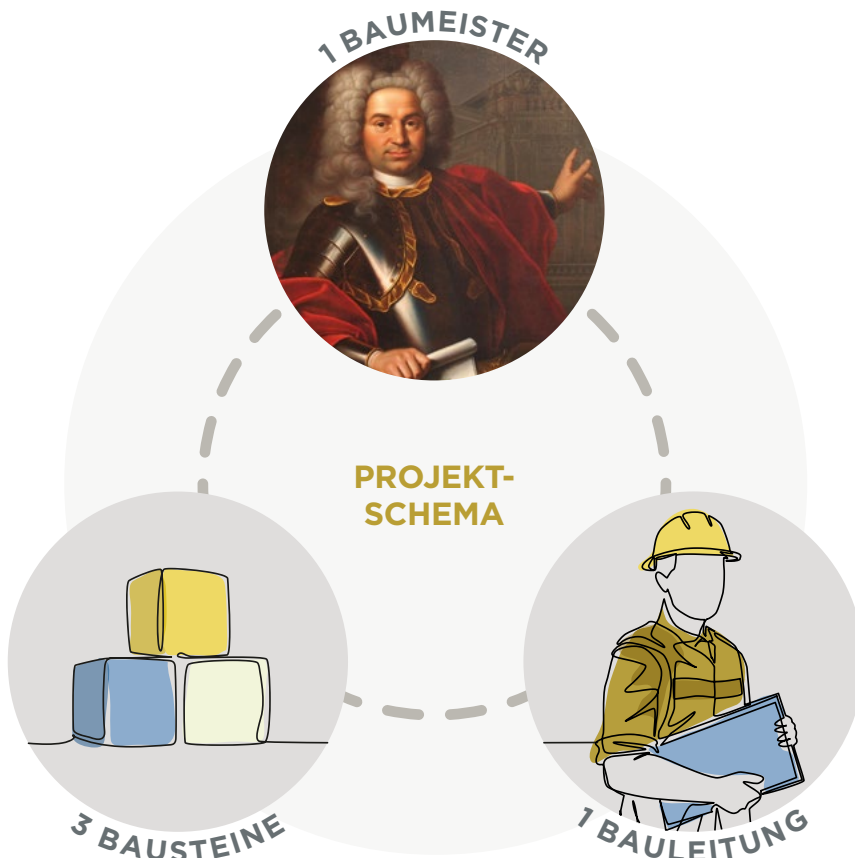 1 BAUMEISTER
PROJEKT-
SCHEMA
3 BAUSTEINE
1 BAULEITUNG